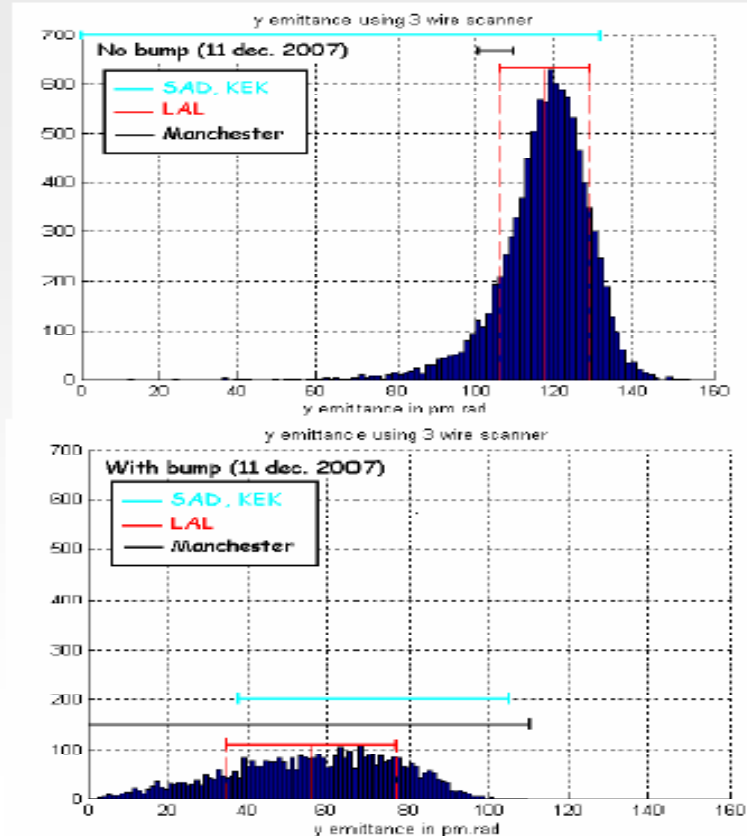 y emittance using 3 wire scanner
700
No bump (11 dec. 2007)
600
SAD, KEK
LAL
500
Manchester
400
300
200
100
0
0 20 40 60 80 100 120 140 160
y emittance in pm.rad
y emittance using 3 wire scanner
700
With bump (11 dec. 2007)
600
SAD, KEK
LAL
500
Manchester
400
300
200
100
0
0 20 40 60 80 100 120 140 160
y emittance in pm.rad